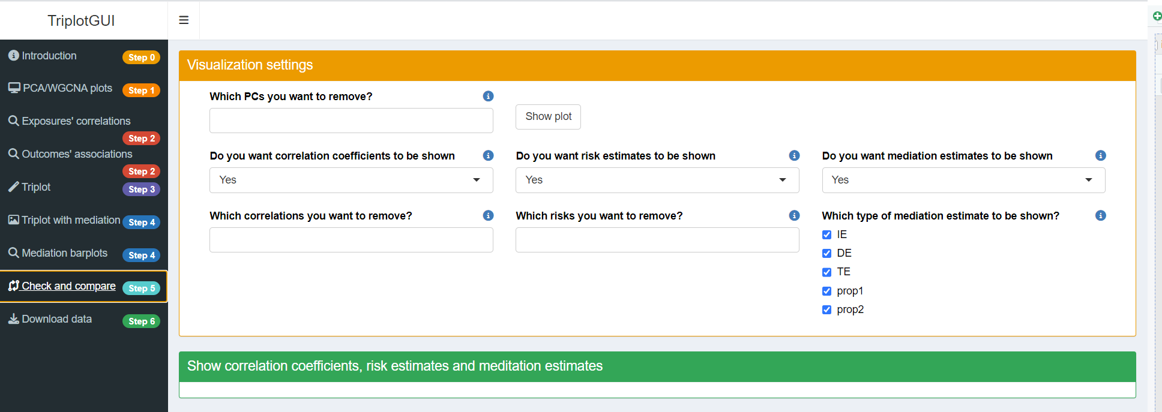 TriplotGUI
Introduction Step 0
PCA/WGCNA plots Step 1
Exposures' correlations
Step 2
Outcomes' associations
Step 2
Triplot Step 3
Triplot with mediation Step 4
Mediation barplots Step 4
Check and compare Step 5
Download data Step 6
Visualization settings
Which PCs you want to remove?
Show plot
Do you want correlation coefficients to be shown
Yes
Do you want risk estimates to be shown
Yes
Do you want mediation estimates to be shown
Yes
Which correlations you want to remove?
Which risks you want to remove?
Which type of mediation estimate to be shown?
IE
DE
TE
prop1
prop2
Show correlation coefficients, risk estimates and meditation estimates